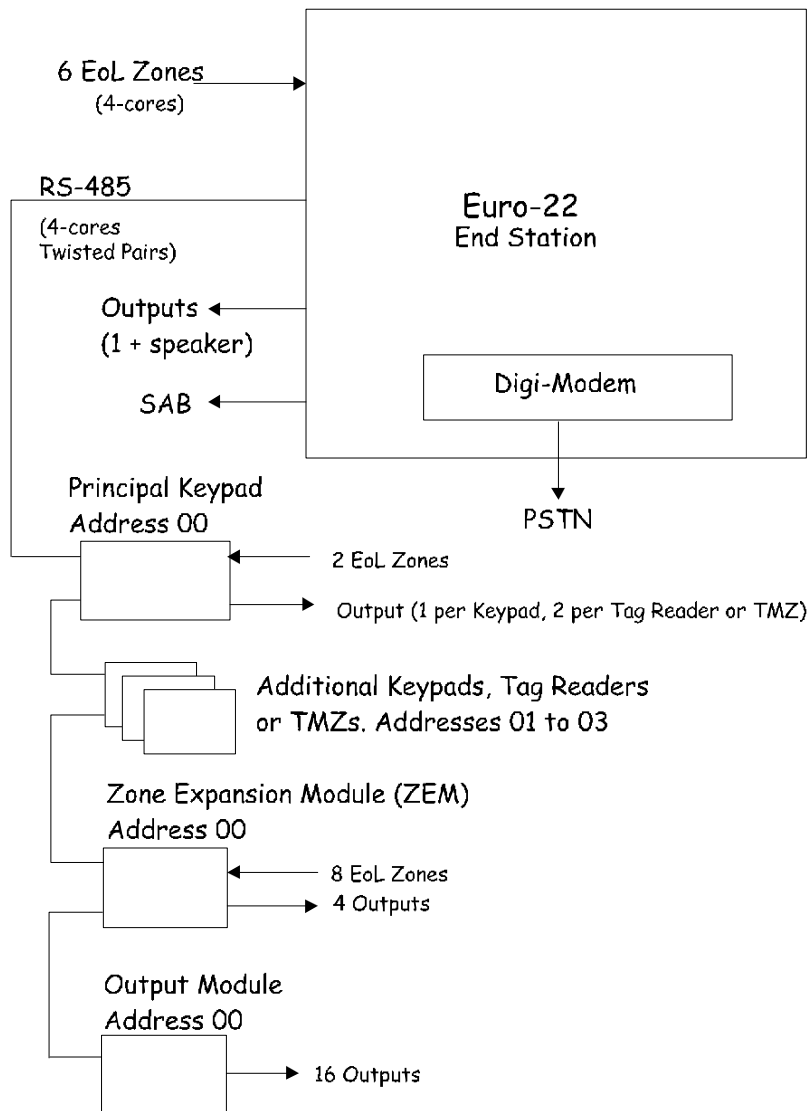 6 EoL Zones
(4-cores)
RS-485
(4-cores
Twisted Pairs)
Euro-22
End Station
Outputs
(1 + speaker)
Digi-Modem
SAB
PSTN
Principal Keypad
Address 00
2 EoL Zones
Output (1 per Keypad, 2 per Tag Reader or TMZ)
Additional Keypads, Tag Readers
or TMZs. Addresses 01 to 03
Zone Expansion Module (ZEM)
Address 00
8 EoL Zones
4 Outputs
Output Module
Address 00
16 Outputs